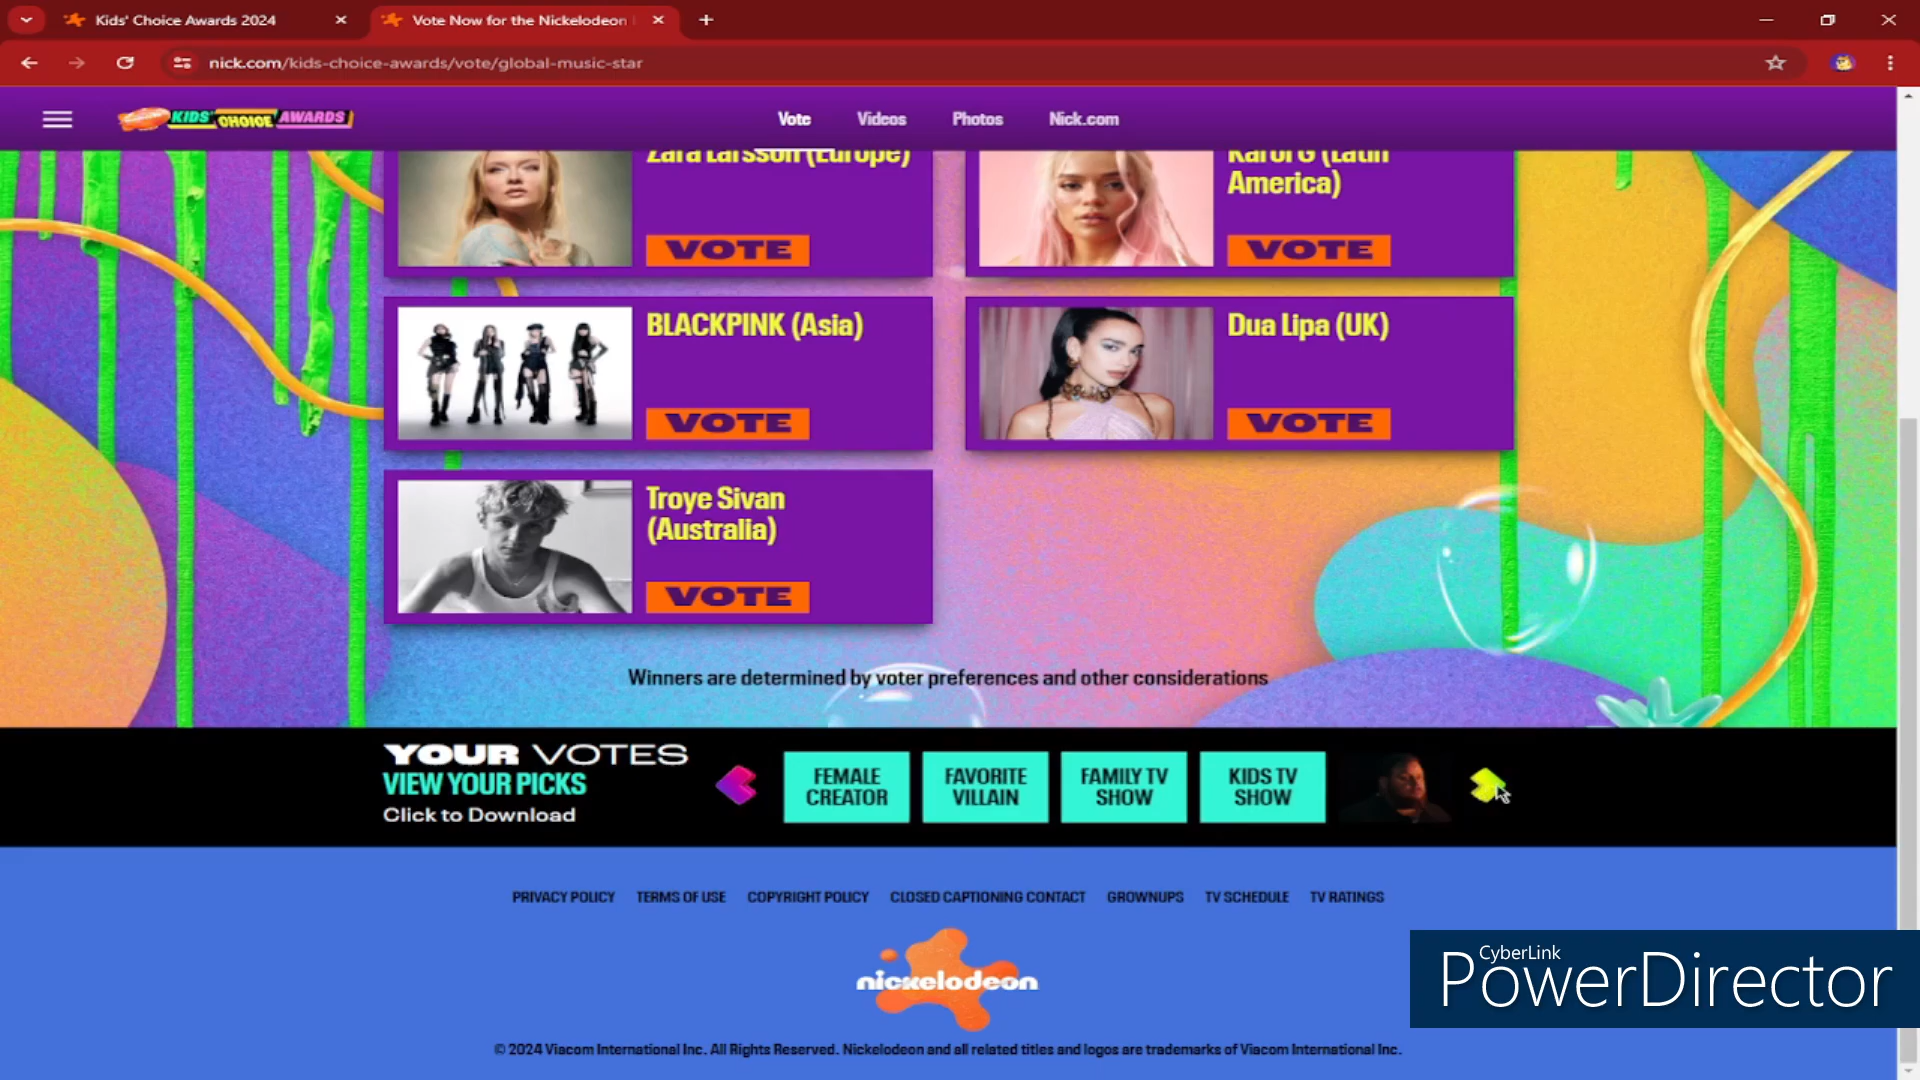 Kids' Choice Awards 2024
Vote Now for the Nickelodeon
nick.com/kids-choice-awards/vote/global-music-star
KIDS' CHOICE AWARDS
Vote
Videos
Photos
Nick.com
Zara Larsson (Europe)
VOTE
Karol G (Latin
America)
VOTE
BLACKPINK (Asia)
VOTE
Dua Lipa (UK)
VOTE
Troye Sivan
(Australia)
VOTE
Winners are determined by voter preferences and other considerations
YOUR VOTES
VIEW YOUR PICKS
Click to Download
FEMALE
CREATOR
FAVORITE
VILLAIN
FAMILY TV
SHOW
KIDS TV
SHOW
PRIVACY POLICY
TERMS OF USE
COPYRIGHT POLICY
CLOSED CAPTIONING CONTACT
GROWNUPS
TV SCHEDULE
TV RATINGS
nickelodeon
CyberLink
PowerDirector
© 2024 Viacom International Inc. All Rights Reserved. Nickelodeon and all related titles and logos are trademarks of Viacom International Inc.